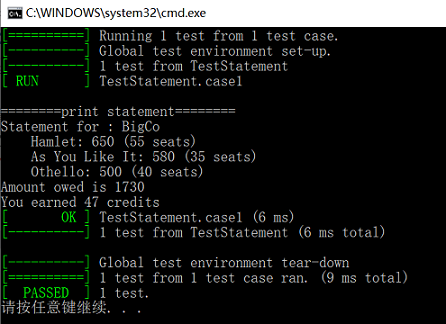 C:\WINDOWS\system32\cmd.exe
[==========] Running 1 test from 1 test case.
[----------] Global test environment set-up.
[----------] 1 test from TestStatement
[ RUN      ] TestStatement.case1
========print statement========
Statement for : BigCo
    Hamlet: 650 (55 seats)
    As You Like It: 580 (35 seats)
    Othello: 500 (40 seats)
Amount owed is 1730
You earned 47 credits
[       OK ] TestStatement.case1 (6 ms)
[----------] 1 test from TestStatement (6 ms total)
[----------] Global test environment tear-down
[==========] 1 test from 1 test case ran. (9 ms total)
[  PASSED  ] 1 test.
请按任意键继续. . .